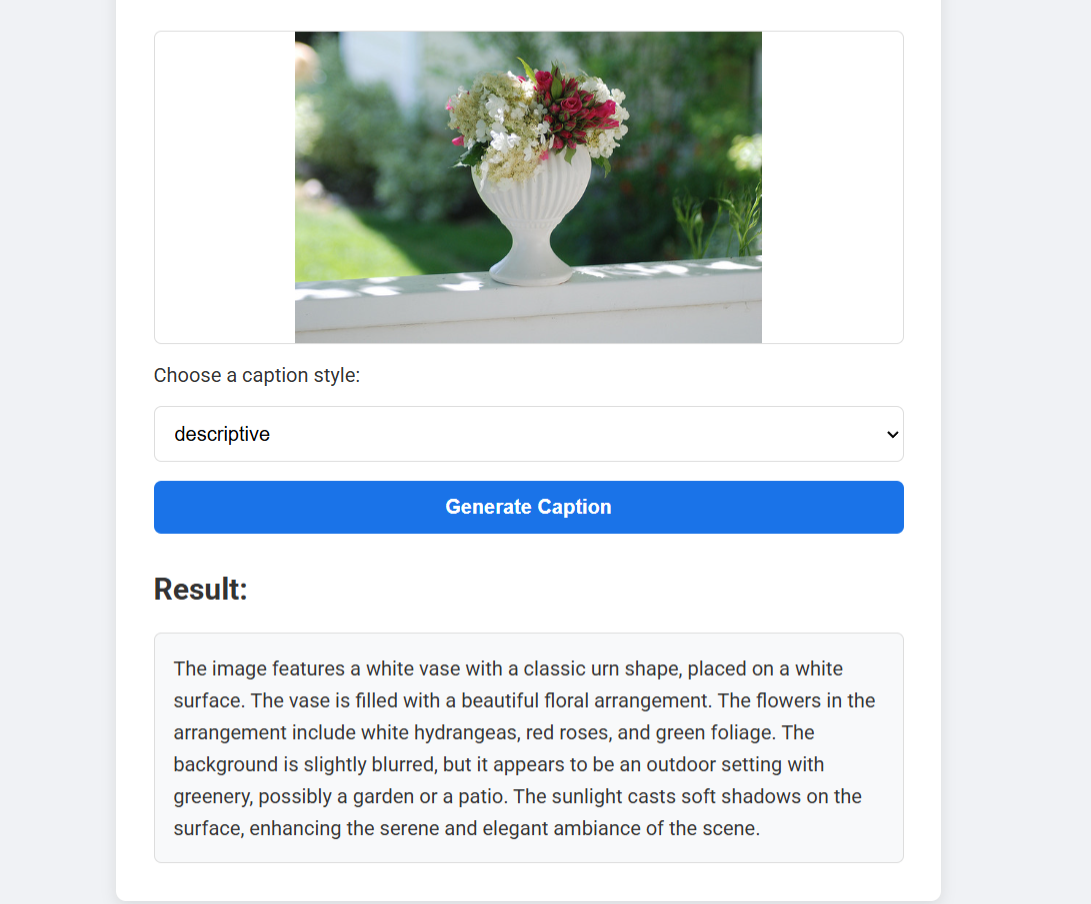 Choose a caption style:
descriptive
Generate Caption
Result:
The image features a white vase with a classic urn shape, placed on a white
surface. The vase is filled with a beautiful floral arrangement. The flowers in the
arrangement include white hydrangeas, red roses, and green foliage. The
background is slightly blurred, but it appears to be an outdoor setting with
greenery, possibly a garden or a patio. The sunlight casts soft shadows on the
surface, enhancing the serene and elegant ambiance of the scene.